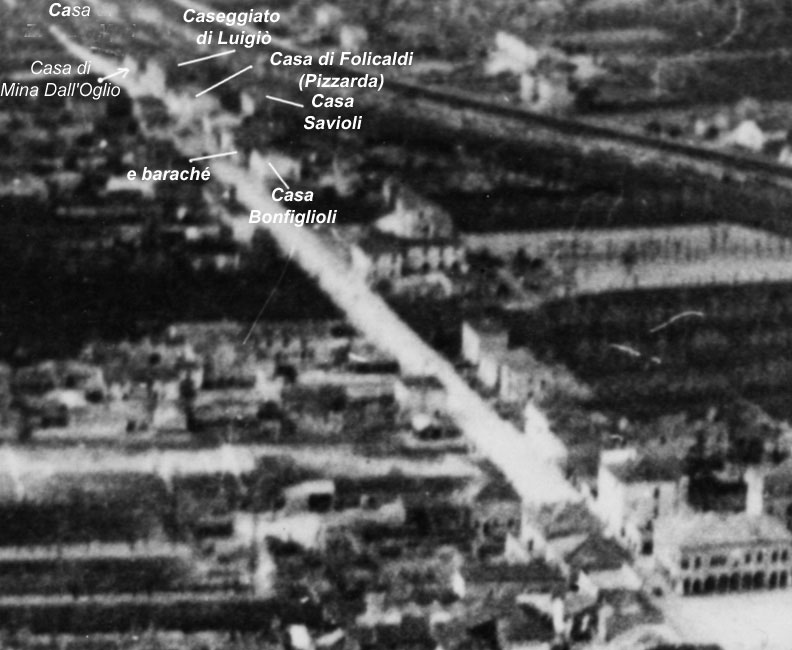 Casa
Caseggiato
di Luigiò
Casa di Folicaldi
(Pizzarda)
Casa di
Mina Dall'Oglio
Casa
Savioli
e baraché
Casa
Bonfiglioli